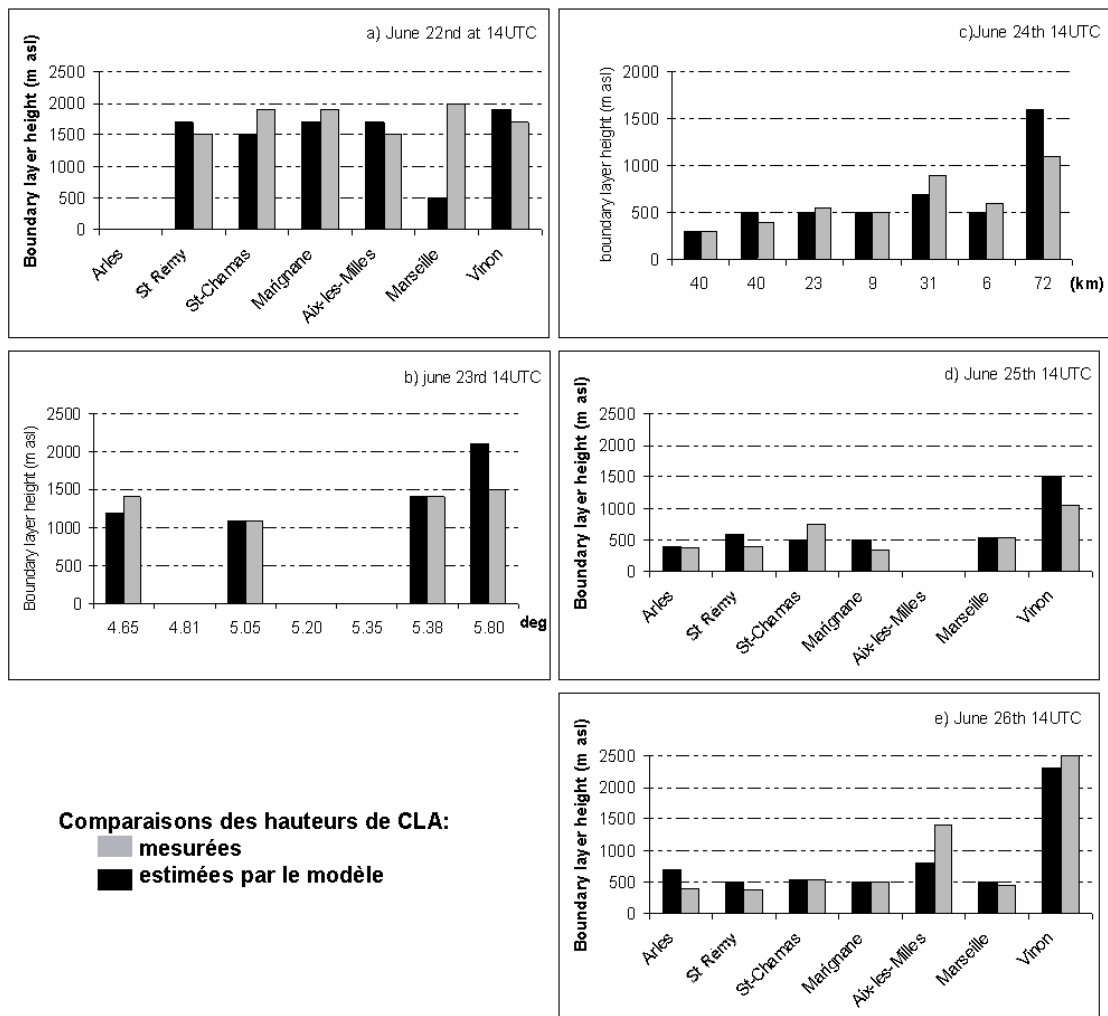 a) June 22nd at 14UTC
Boundary layer height (m asl)
2500
2000
1500
1000
500
0
Arles
St Rémy
St-Chamas
Marignane
Aix-les-Milles
Marseille
Vinon
c)June 24th 14UTC
boundary layer height (m asl)
2000
1500
1000
500
0
40 40 23 9 31 6 72 (km)
b) june 23rd 14UTC
Boundary layer height (m asl)
2500
2000
1500
1000
500
0
4.65 4.81 5.05 5.20 5.35 5.38 5.80 deg
d) June 25th 14UTC
Boundary layer height (m asl)
2500
2000
1500
1000
500
0
Arles
St Rémy
St-Chamas
Marignane
Aix-les-Milles
Marseille
Vinon
e) June 26th 14UTC
Boundary layer height (m asl)
2500
2000
1500
1000
500
0
Arles
St Rémy
St-Chamas
Marignane
Aix-les-Milles
Marseille
Vinon
Comparaisons des hauteurs de CLA:
mesurées
estimées par le modèle